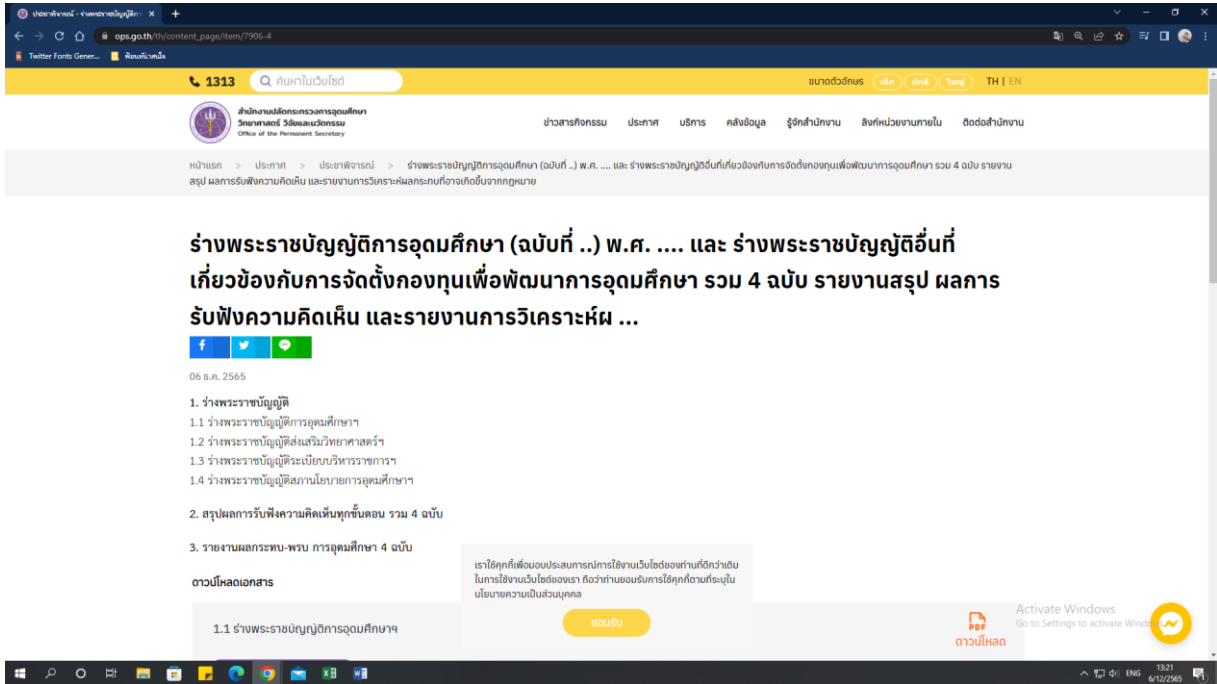 ประชาพิจารณ์ - ร่างพระราชบัญญัติกา
ops.go.th/th/content_page/item/7906-4
Twitter Fonts Gener...
1313
ค้นหาในเว็บไซต์
ขนาดตัวอักษร เล็ก ปกติ ใหญ่ TH | EN
สำนักงานปลัดกระทรวงการอุดมศึกษา
วิทยาศาสตร์ วิจัยและนวัตกรรม
Office of the Permanent Secretary
ข่าวสารกิจกรรม ประกาศ บริการ คลังข้อมูล รู้จักสำนักงาน ลิงก์หน่วยงานภายใน ติดต่อสำนักงาน
หน้าแรก > ประกาศ > ประชาพิจารณ์ > ร่างพระราชบัญญัติการอุดมศึกษา (ฉบับที่ ..) พ.ศ. .... และ ร่างพระราชบัญญัติอื่นที่เกี่ยวข้องกับการจัดตั้งกองทุนเพื่อพัฒนาการอุดมศึกษา รวม 4 ฉบับ รายงาน
สรุป ผลการรับฟังความคิดเห็น และรายงานการวิเคราะห์ผลกระทบที่อาจเกิดขึ้นจากกฎหมาย
ร่างพระราชบัญญัติการอุดมศึกษา (ฉบับที่ ..) พ.ศ. .... และ ร่างพระราชบัญญัติอื่นที่
เกี่ยวข้องกับการจัดตั้งกองทุนเพื่อพัฒนาการอุดมศึกษา รวม 4 ฉบับ รายงานสรุป ผลการ
รับฟังความคิดเห็น และรายงานการวิเคราะห์ผ ...
06 ธ.ค. 2565
1. ร่างพระราชบัญญัติ
1.1 ร่างพระราชบัญญัติการอุดมศึกษาฯ
1.2 ร่างพระราชบัญญัติส่งเสริมวิทยาศาสตร์ฯ
1.3 ร่างพระราชบัญญัติระเบียบบริหารราชการฯ
1.4 ร่างพระราชบัญญัติสภานโยบายการอุดมศึกษาฯ
2. สรุปผลการรับฟังความคิดเห็นทุกขั้นตอน รวม 4 ฉบับ
3. รายงานผลกระทบ-พรบ การอุดมศึกษา 4 ฉบับ
ดาวน์โหลดเอกสาร
เราใช้คุกกี้เพื่อมอบประสบการณ์การใช้งานเว็บไซต์ของท่านที่ดีกว่าเดิม
ในการใช้งานเว็บไซต์ของเรา ถือว่าท่านยอมรับการใช้คุกกี้ตามที่ระบุใน
นโยบายความเป็นส่วนบุคคล
ยอมรับ
1.1 ร่างพระราชบัญญัติการอุดมศึกษาฯ
PDF
ดาวน์โหลด
Activate Windows
Go to Settings to activate Windo
ENG
13:21
6/12/2565